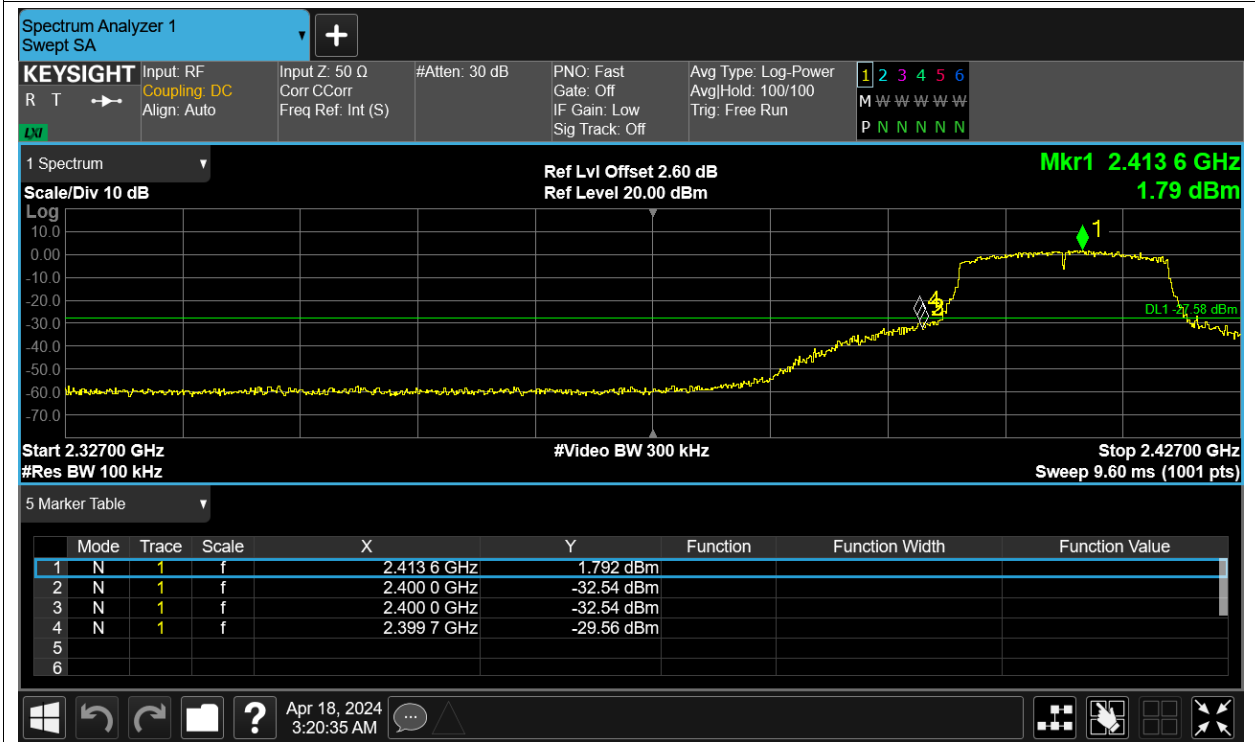 Spectrum Analyzer 1
Swept SA
+
KEYSIGHT
R T
LXI
Input: RF
Coupling: DC
Align: Auto
Input Z: 50 Ω
Corr CCorr
Freq Ref: Int (S)
#Atten: 30 dB
PNO: Fast
Gate: Off
IF Gain: Low
Sig Track: Off
Avg Type: Log-Power
Avg|Hold: 100/100
Trig: Free Run
1 2 3 4 5 6
M W W W W W
P N N N N N
1 Spectrum
Scale/Div 10 dB
Ref Lvl Offset 2.60 dB
Ref Level 20.00 dBm
Mkr1 2.413 6 GHz
1.79 dBm
Log
10.0
0.00
-10.0
-20.0
-30.0
-40.0
-50.0
-60.0
-70.0
1
4
DL1 -27.58 dBm
Start 2.32700 GHz
#Res BW 100 kHz
#Video BW 300 kHz
Stop 2.42700 GHz
Sweep 9.60 ms (1001 pts)
5 Marker Table
Mode Trace Scale X Y Function Function Width Function Value
1 N 1 f 2.413 6 GHz 1.792 dBm
2 N 1 f 2.400 0 GHz -32.54 dBm
3 N 1 f 2.400 0 GHz -32.54 dBm
4 N 1 f 2.399 7 GHz -29.56 dBm
5
6
?
Apr 18, 2024
3:20:35 AM